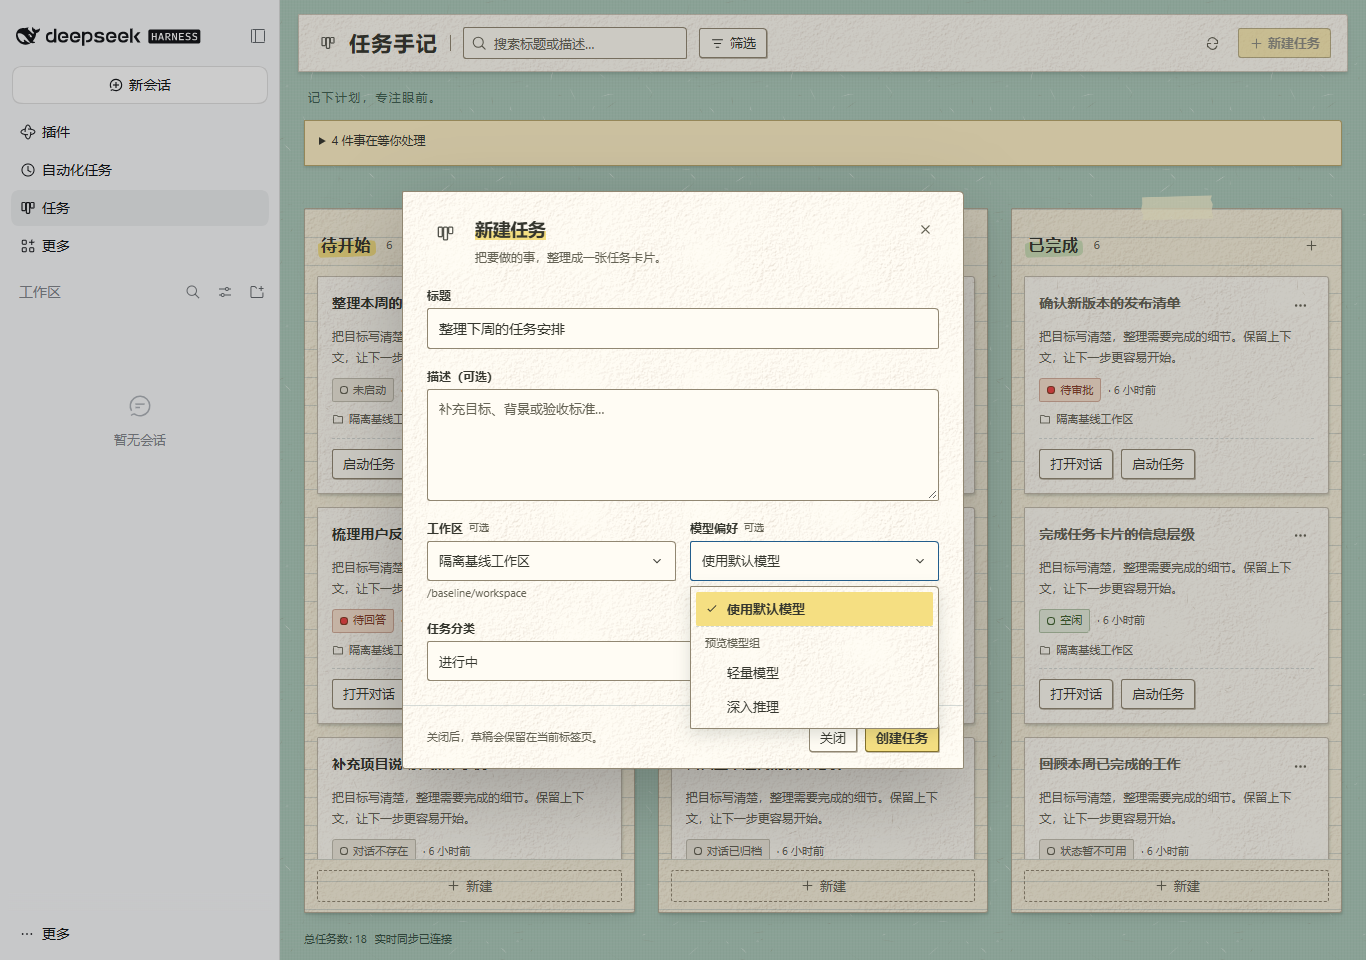 deepseek HARNESS
新会话
插件
自动化任务
任务
更多
工作区
暂无会话
更多
任务手记
搜索标题或描述...
筛选
新建任务
记下计划，专注眼前。
4 件事在等你处理
待开始 6
整理本周的
把目标写清楚
文，让下一步
未启动
隔离基线工
启动任务
梳理用户反
把目标写清楚
文，让下一步
待回答
隔离基线工
打开对话
补充项目说
把目标写清楚，整理需要完成的细节。保留上下
文，让下一步更容易开始。
对话不存在 · 6 小时前
新建
新建任务
把要做的事，整理成一张任务卡片。
标题
整理下周的任务安排
描述（可选）
补充目标、背景或验收标准...
工作区 可选
隔离基线工作区
/baseline/workspace
模型偏好 可选
使用默认模型
使用默认模型
预览模型组
轻量模型
深入推理
任务分类
进行中
关闭后，草稿会保留在当前标签页。
关闭
创建任务
把目标写清楚，整理需要完成的细节。保留上下
文，让下一步更容易开始。
对话已归档 · 6 小时前
新建
已完成 6
确认新版本的发布清单
把目标写清楚，整理需要完成的细节。保留上下
文，让下一步更容易开始。
待审批 · 6 小时前
隔离基线工作区
打开对话 启动任务
完成任务卡片的信息层级
把目标写清楚，整理需要完成的细节。保留上下
文，让下一步更容易开始。
空闲 · 6 小时前
隔离基线工作区
打开对话 启动任务
回顾本周已完成的工作
把目标写清楚，整理需要完成的细节。保留上下
文，让下一步更容易开始。
状态暂不可用 · 6 小时前
新建
总任务数: 18 实时同步已连接